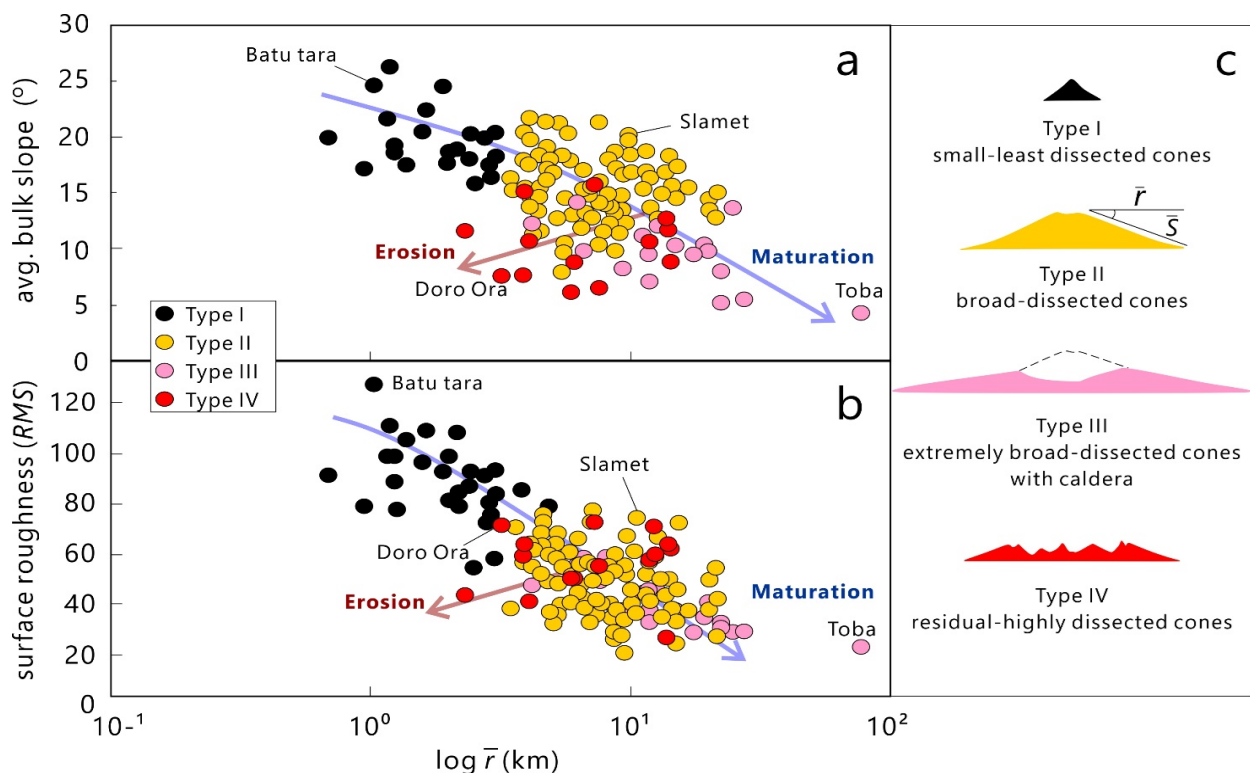 a
avg. bulk slope (°)
30
25
20
15
10
5
0
Batu tara
Slamet
Erosion
Maturation
Doro Ora
Toba
Type I
Type II
Type III
Type IV
b
surface roughness (RMS)
120
100
80
60
40
20
0
Batu tara
Slamet
Doro Ora
Erosion
Maturation
Toba
10-¹
10⁰
10¹
10²
log r̅ (km)
c
Type I
small-least dissected cones
r̅
S̅
Type II
broad-dissected cones
Type III
extremely broad-dissected cones
with caldera
Type IV
residual-highly dissected cones